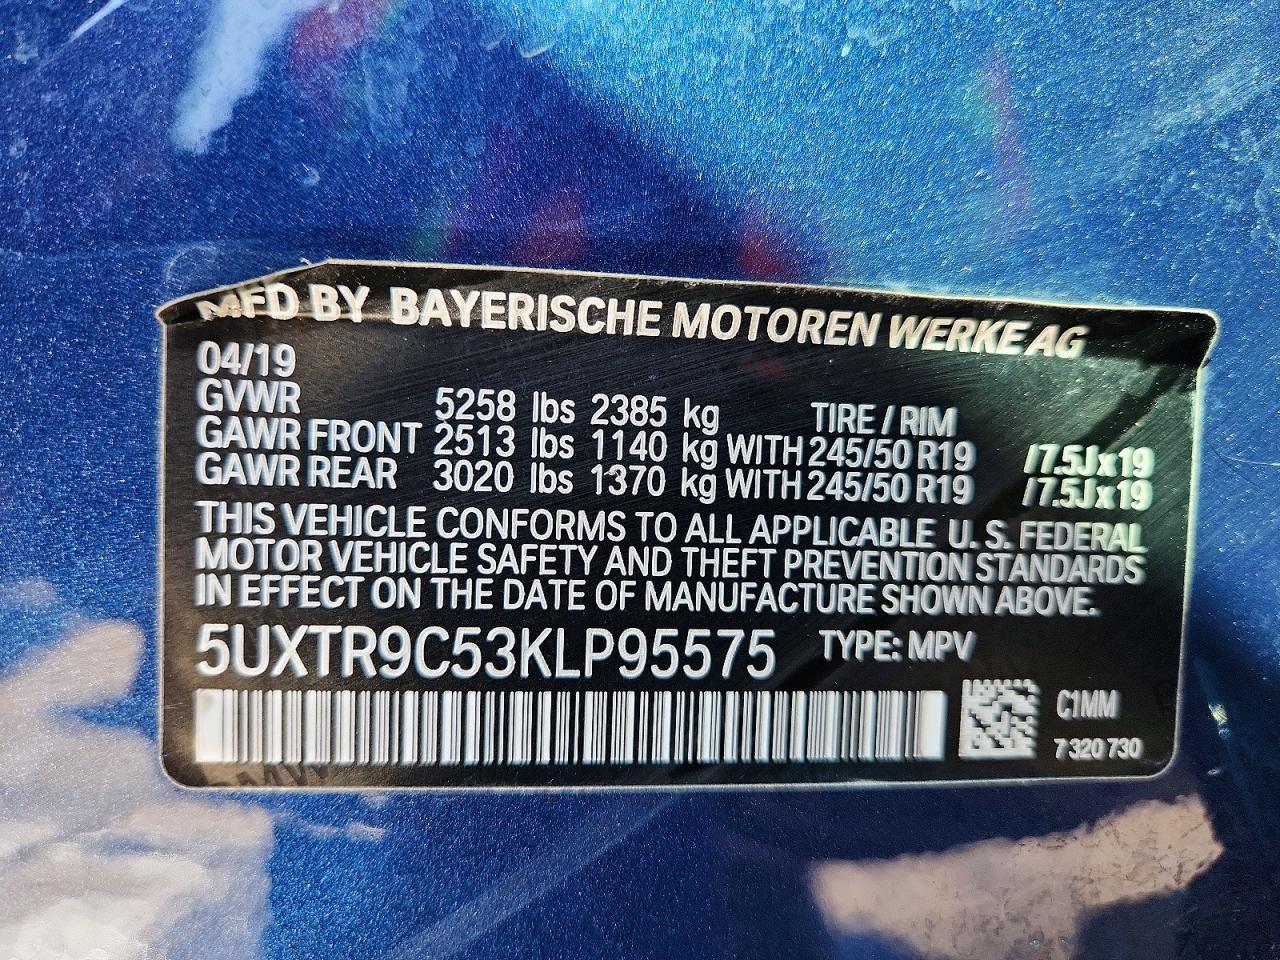 MFD BY BAYERISCHE MOTOREN WERKE AG
04/19
GVWR 5258 lbs 2385 kg TIRE / RIM
GAWR FRONT 2513 lbs 1140 kg WITH 245/50 R19 /7.5Jx19
GAWR REAR 3020 lbs 1370 kg WITH 245/50 R19 /7.5Jx19
THIS VEHICLE CONFORMS TO ALL APPLICABLE U. S. FEDERAL
MOTOR VEHICLE SAFETY AND THEFT PREVENTION STANDARDS
IN EFFECT ON THE DATE OF MANUFACTURE SHOWN ABOVE.
5UXTR9C53KLP95575 TYPE: MPV
C1MM
7 320 730